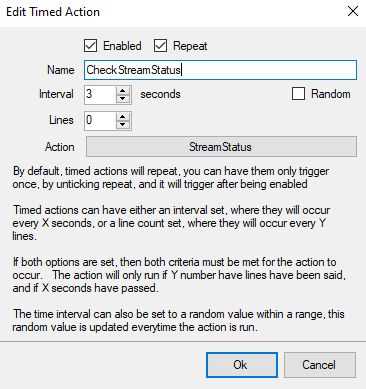 Edit Timed Action
Enabled Repeat
Name CheckStreamStatus
Interval 3 seconds Random
Lines 0
Action StreamStatus
By default, timed actions will repeat, you can have them only trigger
once, by unticking repeat, and it will trigger after being enabled
Timed actions can have either an interval set, where they will occur
every X seconds, or a line count set, where they will occur every Y
lines.
If both options are set, then both criteria must be met for the action to
occur. The action will only run if Y number have lines have been said,
and if X seconds have passed.
The time interval can also be set to a random value within a range, this
random value is updated everytime the action is run.
Ok Cancel